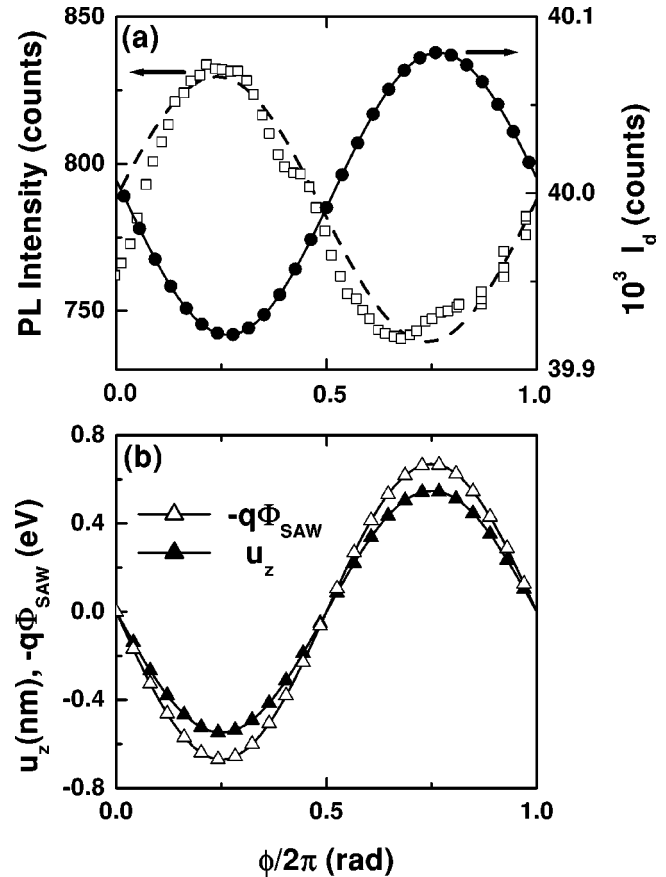 (a)
850
800
750
PL Intensity (counts)
40.1
40.0
39.9
10³ I_d (counts)
0.0 0.5 1.0
(b)
0.8
0.4
0.0
-0.4
-0.8
u_z(nm), -qΦ_SAW (eV)
-qΦ_SAW
u_z
0.0 0.5 1.0
ϕ/2π (rad)